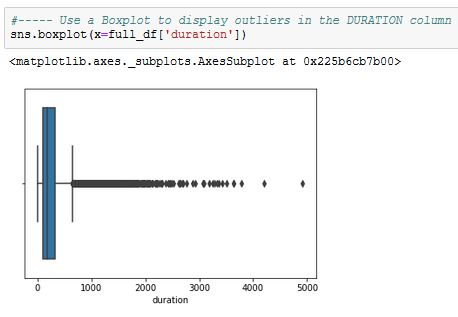 #----- Use a Boxplot to display outliers in the DURATION column
sns.boxplot(x=full_df['duration'])
<matplotlib.axes._subplots.AxesSubplot at 0x225b6cb7b00>
0 1000 2000 3000 4000 5000
duration